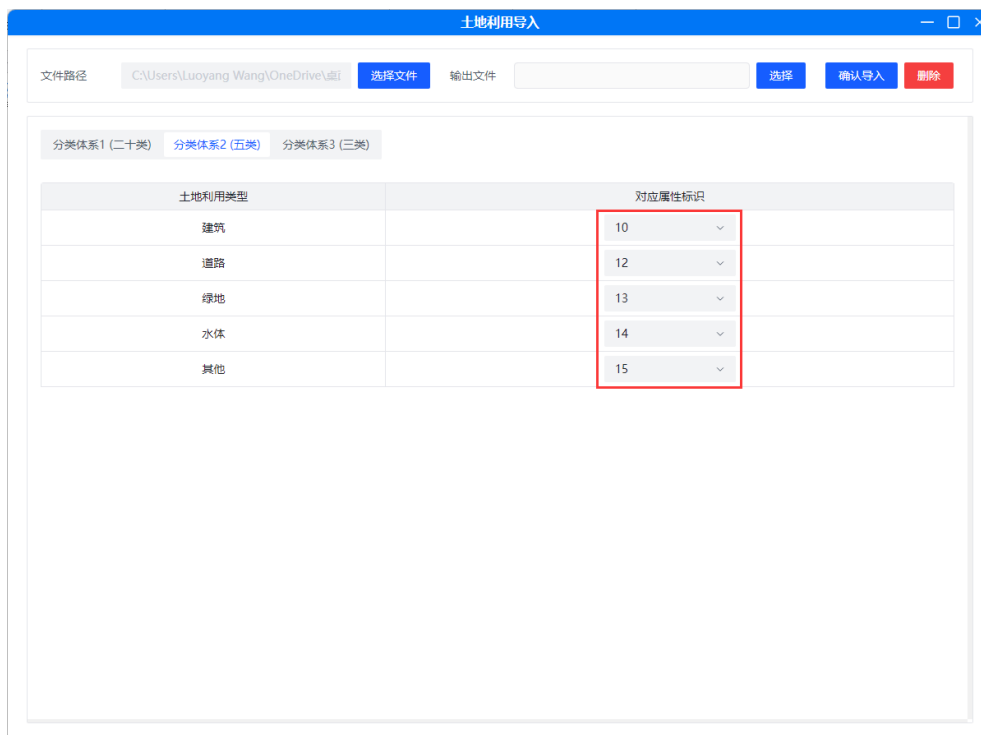 土地利用导入
文件路径 C:\Users\Luoyang Wang\OneDrive\桌面 选择文件 输出文件 选择 确认导入 删除
分类体系1 (二十类) 分类体系2 (五类) 分类体系3 (三类)
土地利用类型 对应属性标识
建筑 10
道路 12
绿地 13
水体 14
其他 15